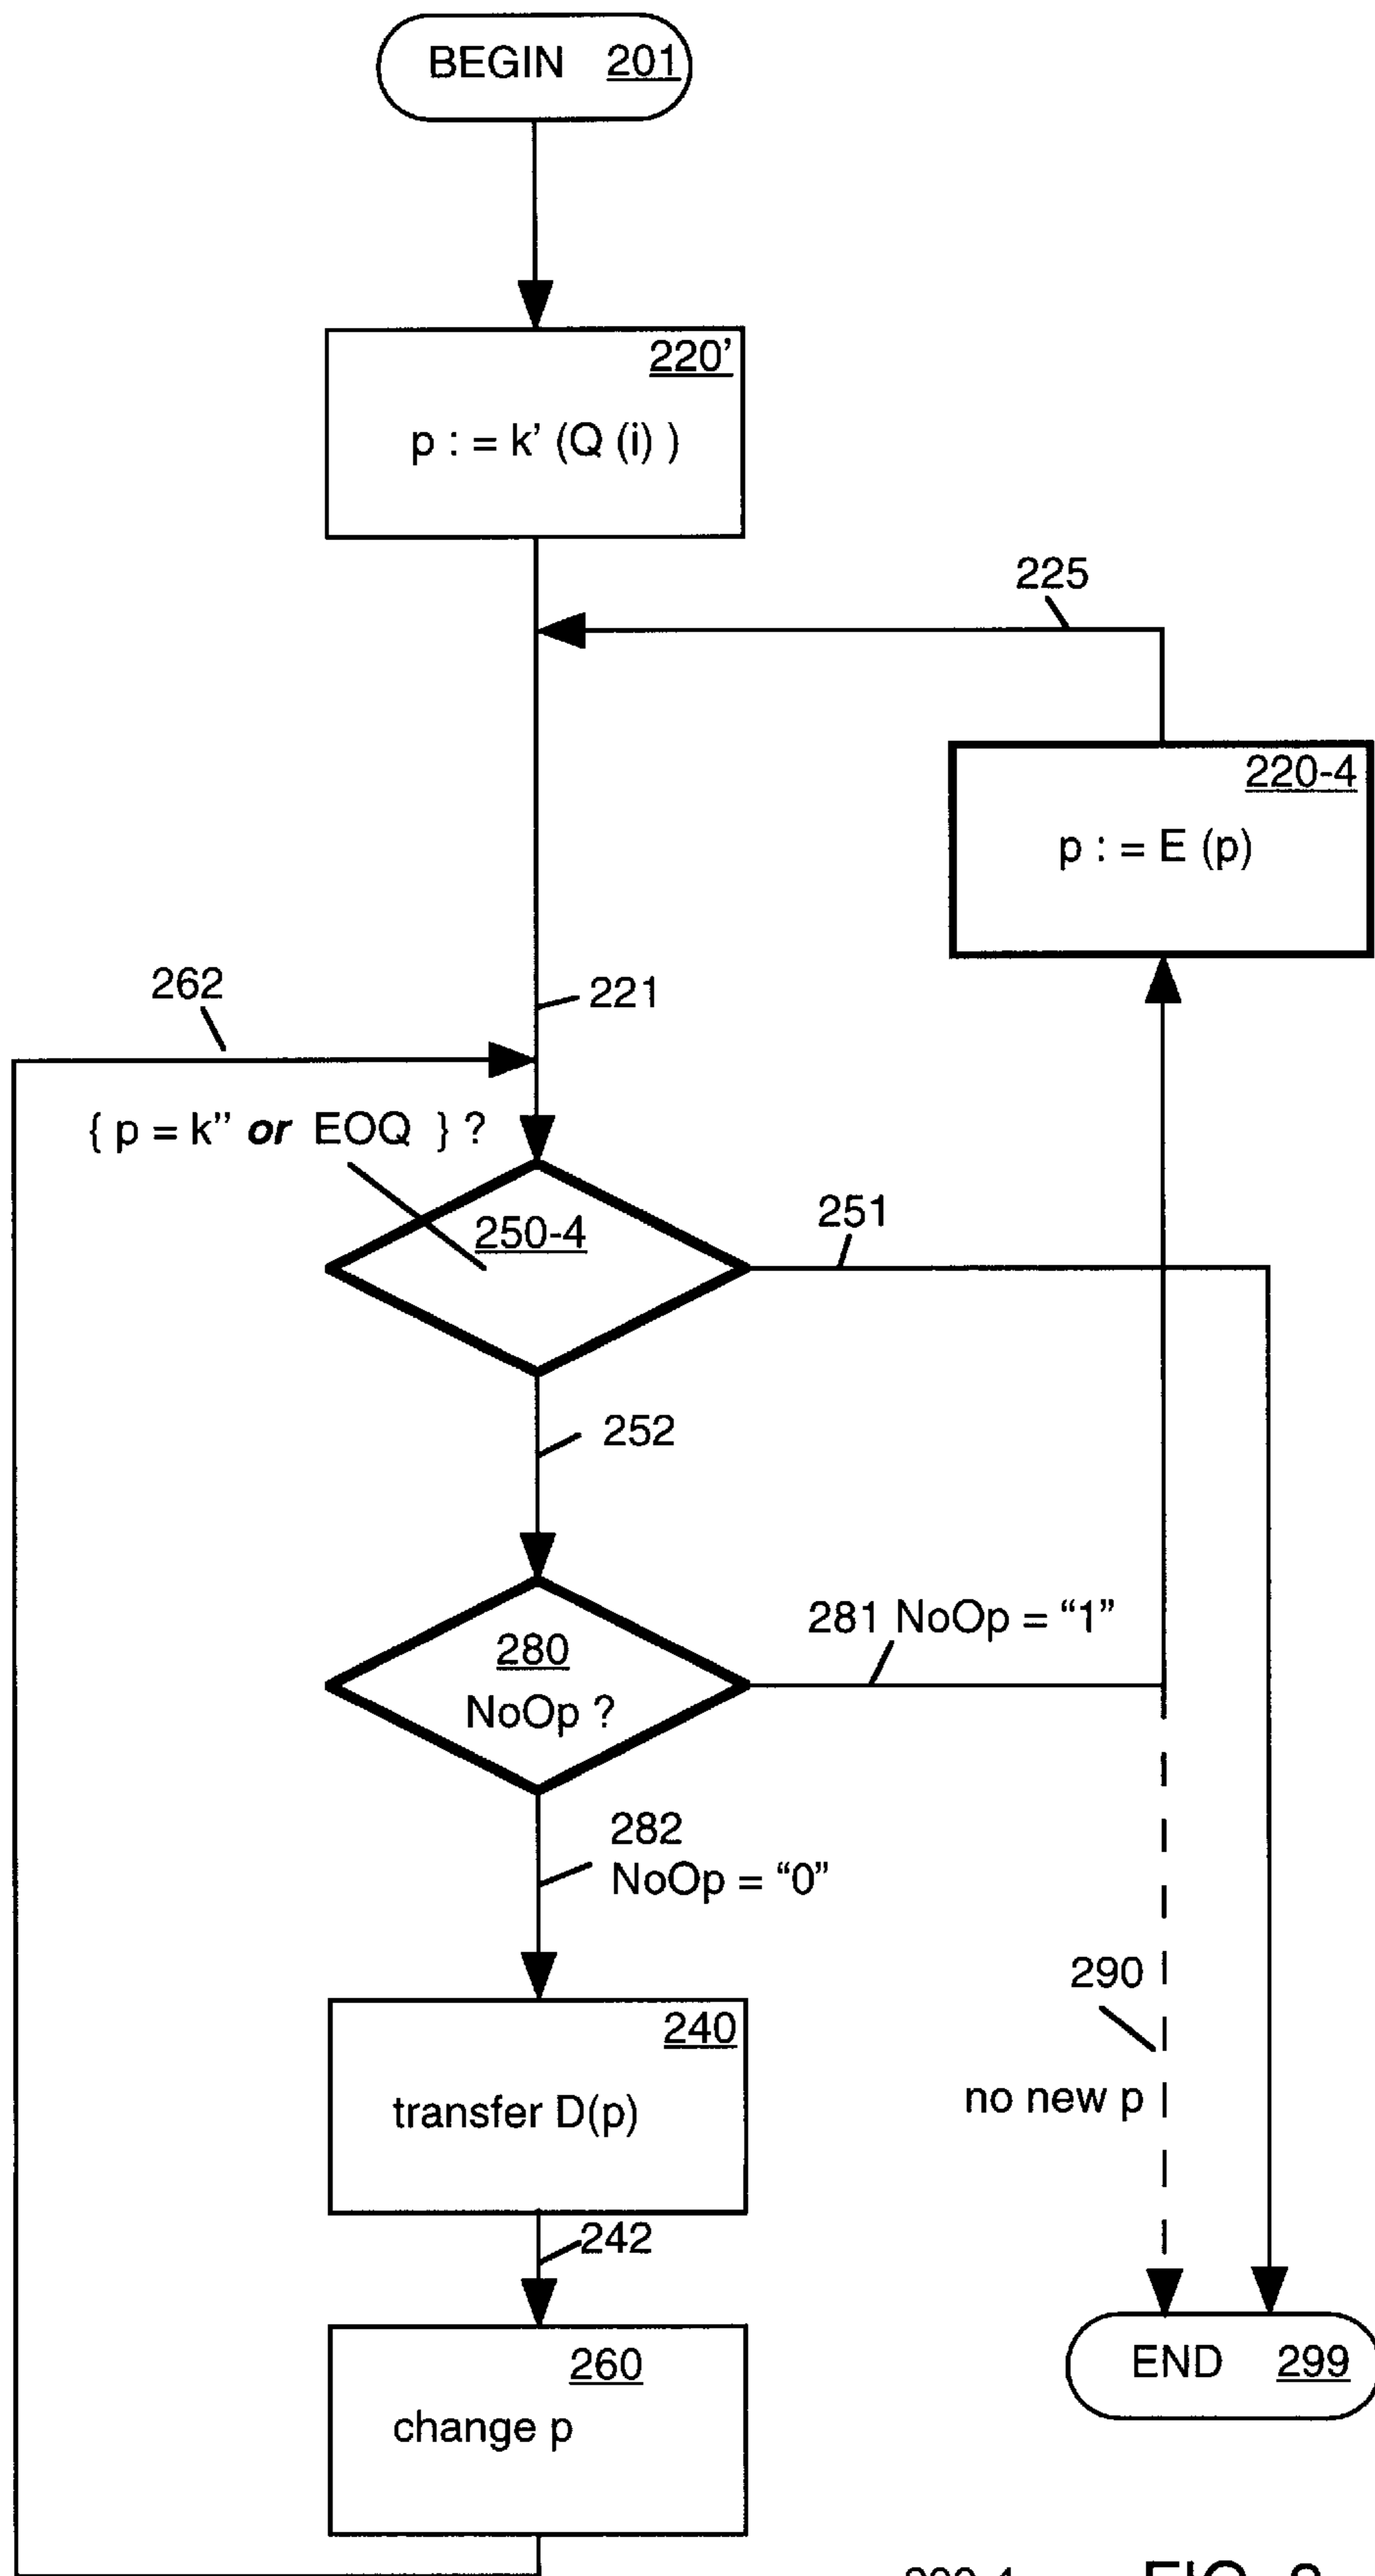 BEGIN 201
220’
p : = k’ (Q (i) )
225
220-4
p : = E (p)
262
221
{ p = k’’ or EOQ } ?
250-4
251
252
280
NoOp ?
281 NoOp = “1”
282
NoOp = “0”
240
transfer D(p)
290
no new p
242
260
change p
END 299